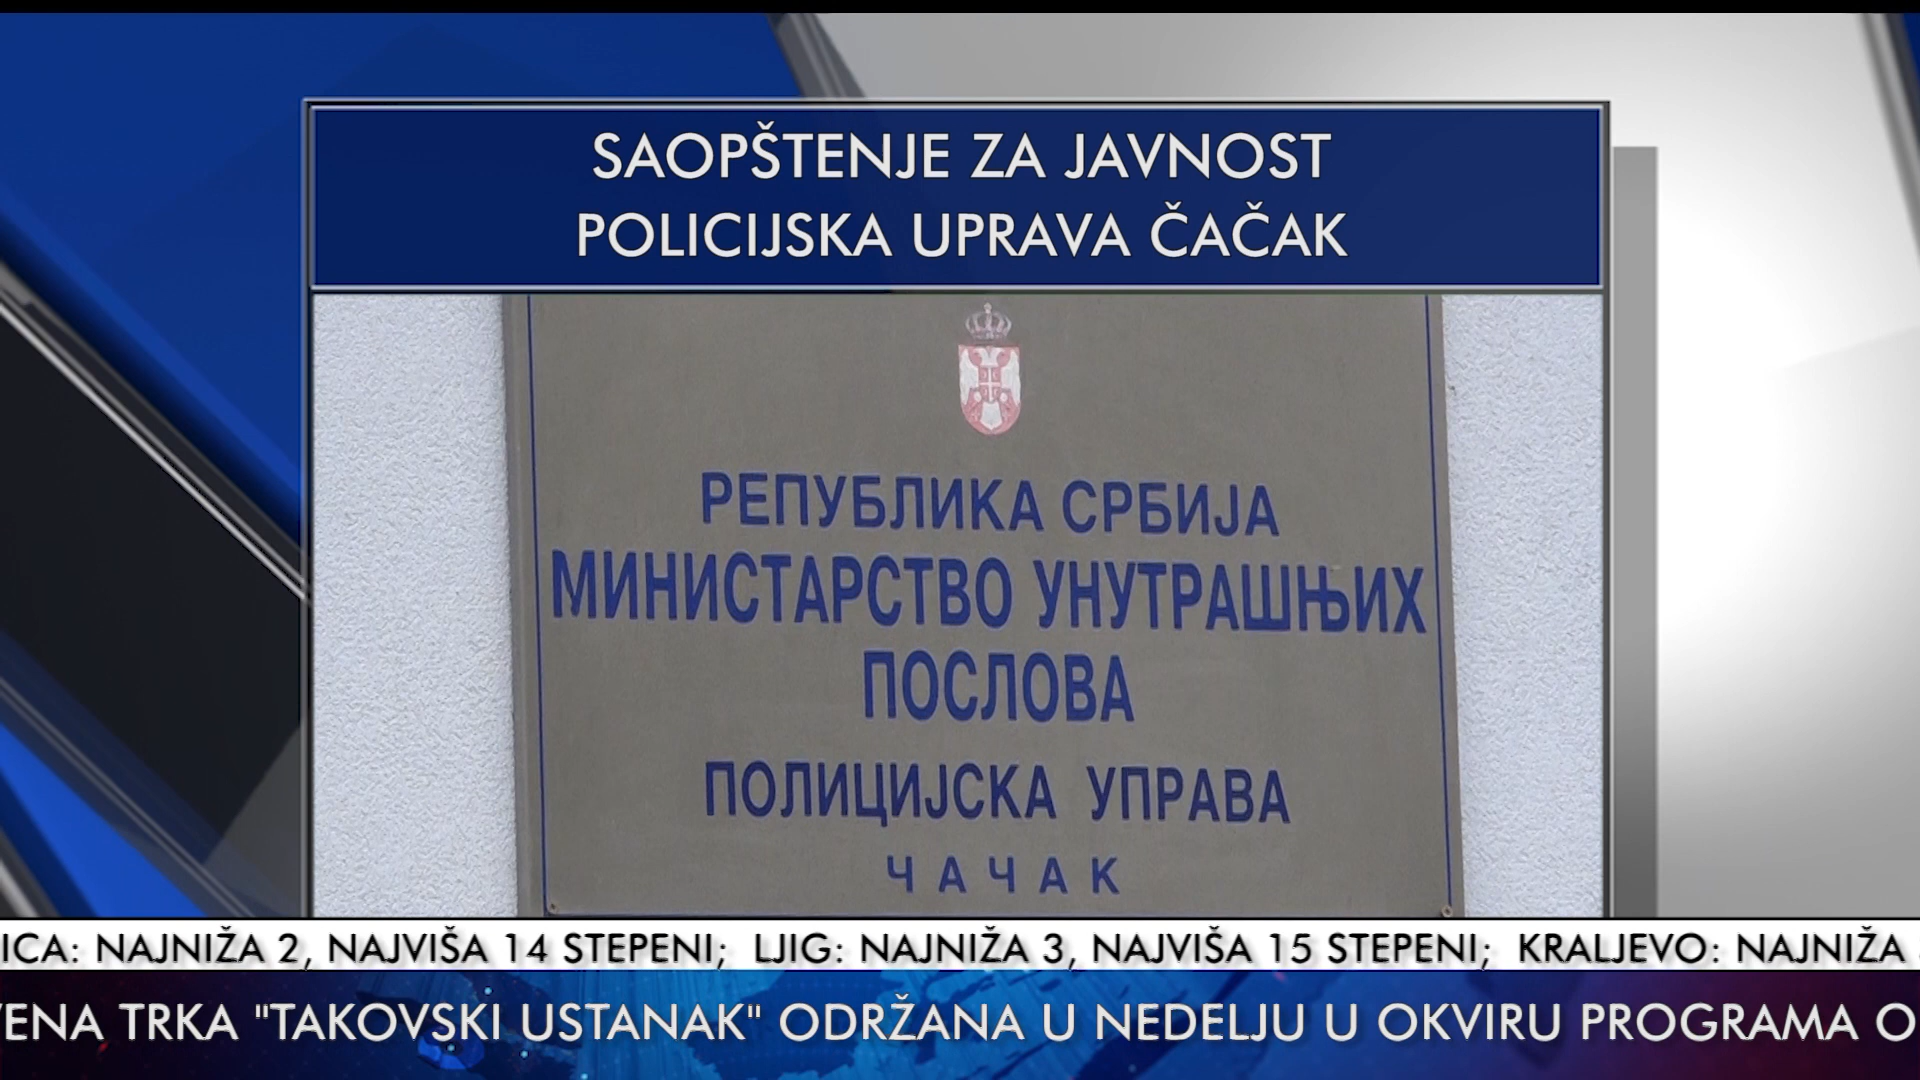 SAOPŠTENJE ZA JAVNOST
POLICIJSKA UPRAVA ČAČAK
РЕПУБЛИКА СРБИЈА
МИНИСТАРСТВО УНУТРАШЊИХ
ПОСЛОВА
ПОЛИЦИЈСКА УПРАВА
ЧАЧАК
ICA: NAJNIŽA 2, NAJVIŠA 14 STEPENI; LJIG: NAJNIŽA 3, NAJVIŠA 15 STEPENI; KRALJEVO: NAJNIŽA
VENA TRKA "TAKOVSKI USTANAK" ODRŽANA U NEDELJU U OKVIRU PROGRAMA O